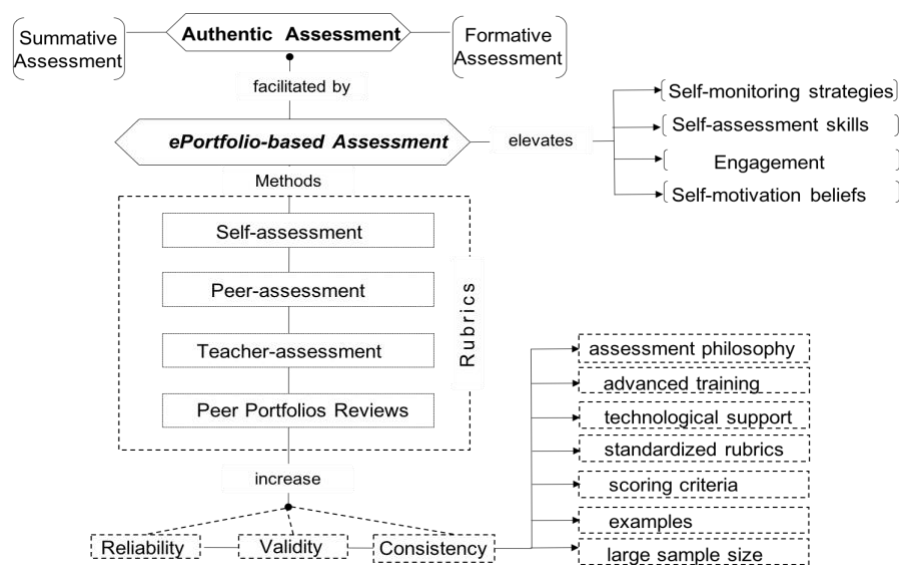 Summative
Assessment
Authentic Assessment
Formative
Assessment
facilitated by
ePortfolio-based Assessment
elevates
Self-monitoring strategies
Self-assessment skills
Engagement
Self-motivation beliefs
Methods
Self-assessment
Peer-assessment
Teacher-assessment
Peer Portfolios Reviews
Rubrics
increase
Reliability
Validity
Consistency
assessment philosophy
advanced training
technological support
standardized rubrics
scoring criteria
examples
large sample size